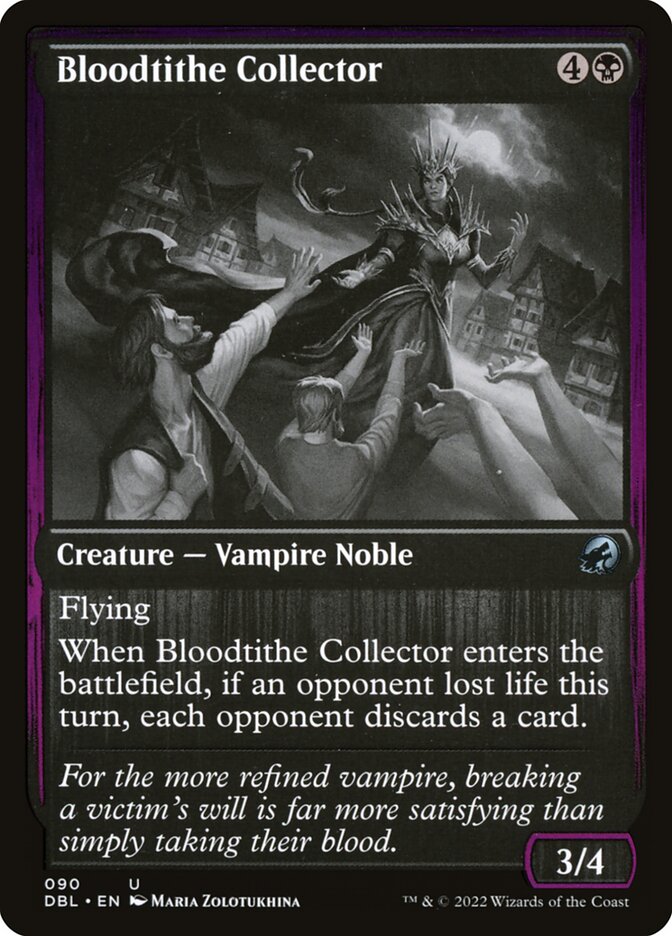 Bloodtithe Collector 4
Creature — Vampire Noble
Flying
When Bloodtithe Collector enters the
battlefield, if an opponent lost life this
turn, each opponent discards a card.
For the more refined vampire, breaking
a victim's will is far more satisfying than
simply taking their blood.
3/4
090 U
DBL • EN Maria Zolotukhina ™ & © 2022 Wizards of the Coast